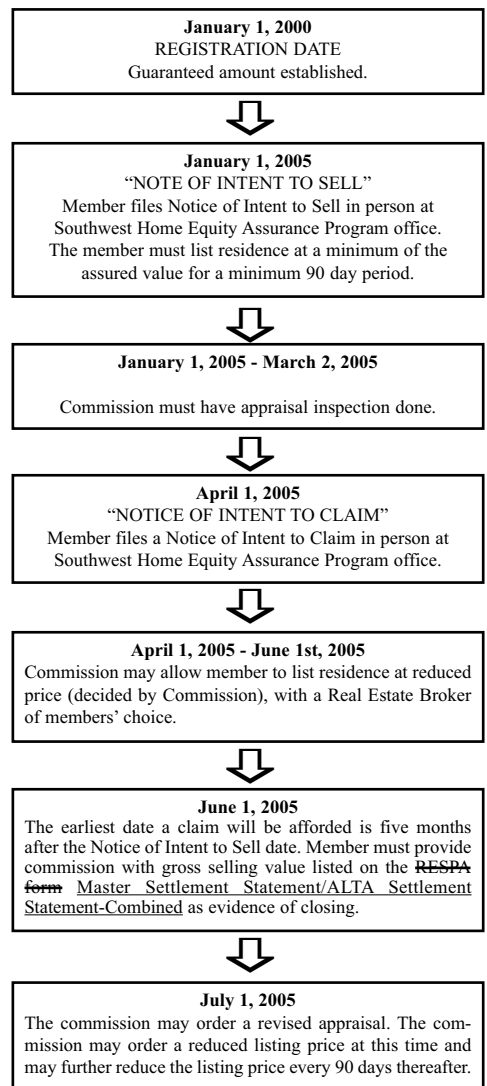 January 1, 2000
REGISTRATION DATE
Guaranteed amount established.
January 1, 2005
“NOTE OF INTENT TO SELL”
Member files Notice of Intent to Sell in person at
Southwest Home Equity Assurance Program office.
The member must list residence at a minimum of the
assured value for a minimum 90 day period.
January 1, 2005 - March 2, 2005
Commission must have appraisal inspection done.
April 1, 2005
“NOTICE OF INTENT TO CLAIM”
Member files a Notice of Intent to Claim in person at
Southwest Home Equity Assurance Program office.
April 1, 2005 - June 1st, 2005
Commission may allow member to list residence at reduced
price (decided by Commission), with a Real Estate Broker
of members’ choice.
June 1, 2005
The earliest date a claim will be afforded is five months
after the Notice of Intent to Sell date. Member must provide
commission with gross selling value listed on the RESPA
form Master Settlement Statement/ALTA Settlement
Statement-Combined as evidence of closing.
July 1, 2005
The commission may order a revised appraisal. The com-
mission may order a reduced listing price at this time and
may further reduce the listing price every 90 days thereafter.